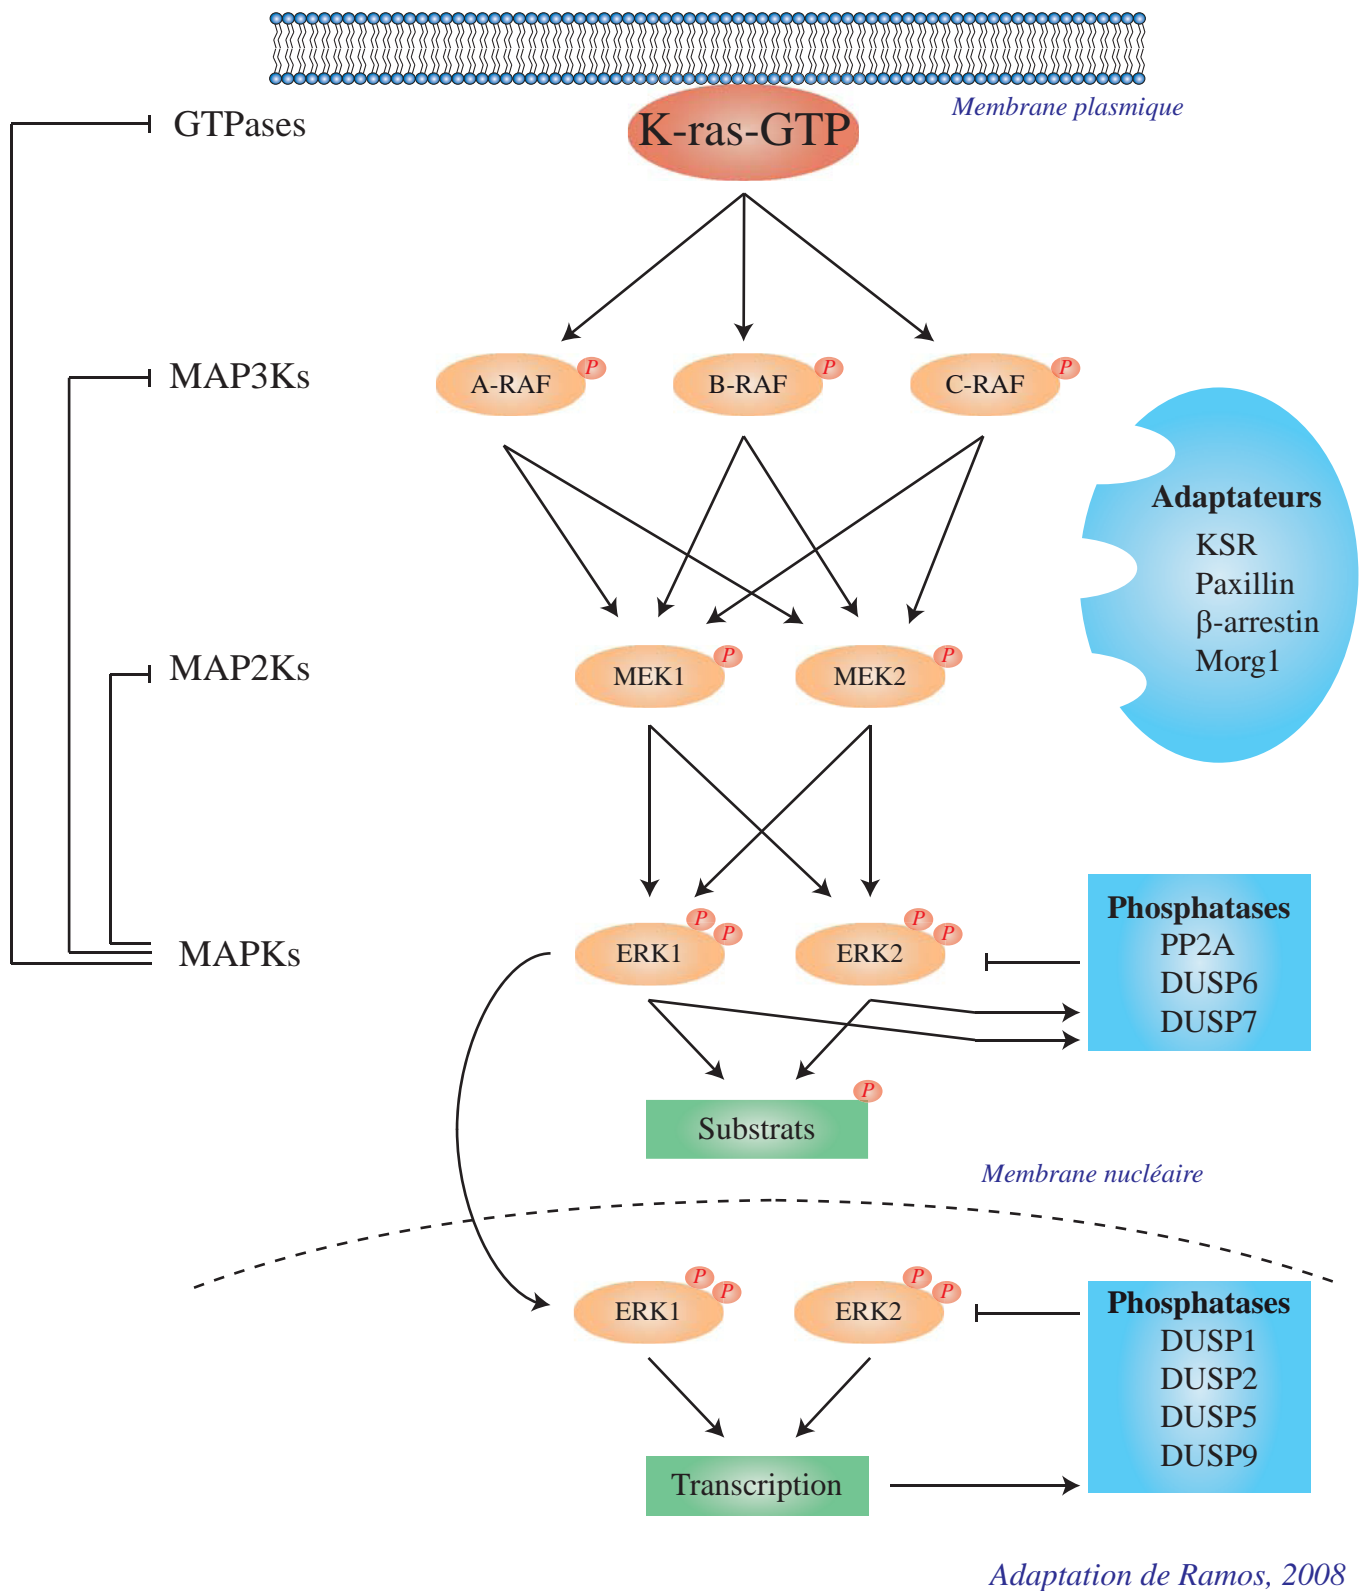 Membrane plasmique
GTPases
K-ras-GTP
MAP3Ks
A-RAF
P
B-RAF
P
C-RAF
P
Adaptateurs
KSR
Paxillin
β-arrestin
Morg1
MAP2Ks
MEK1
P
MEK2
P
MAPKs
ERK1
P
P
ERK2
P
P
Phosphatases
PP2A
DUSP6
DUSP7
Substrats
P
Membrane nucléaire
ERK1
P
P
ERK2
P
P
Phosphatases
DUSP1
DUSP2
DUSP5
DUSP9
Transcription
Adaptation de Ramos, 2008